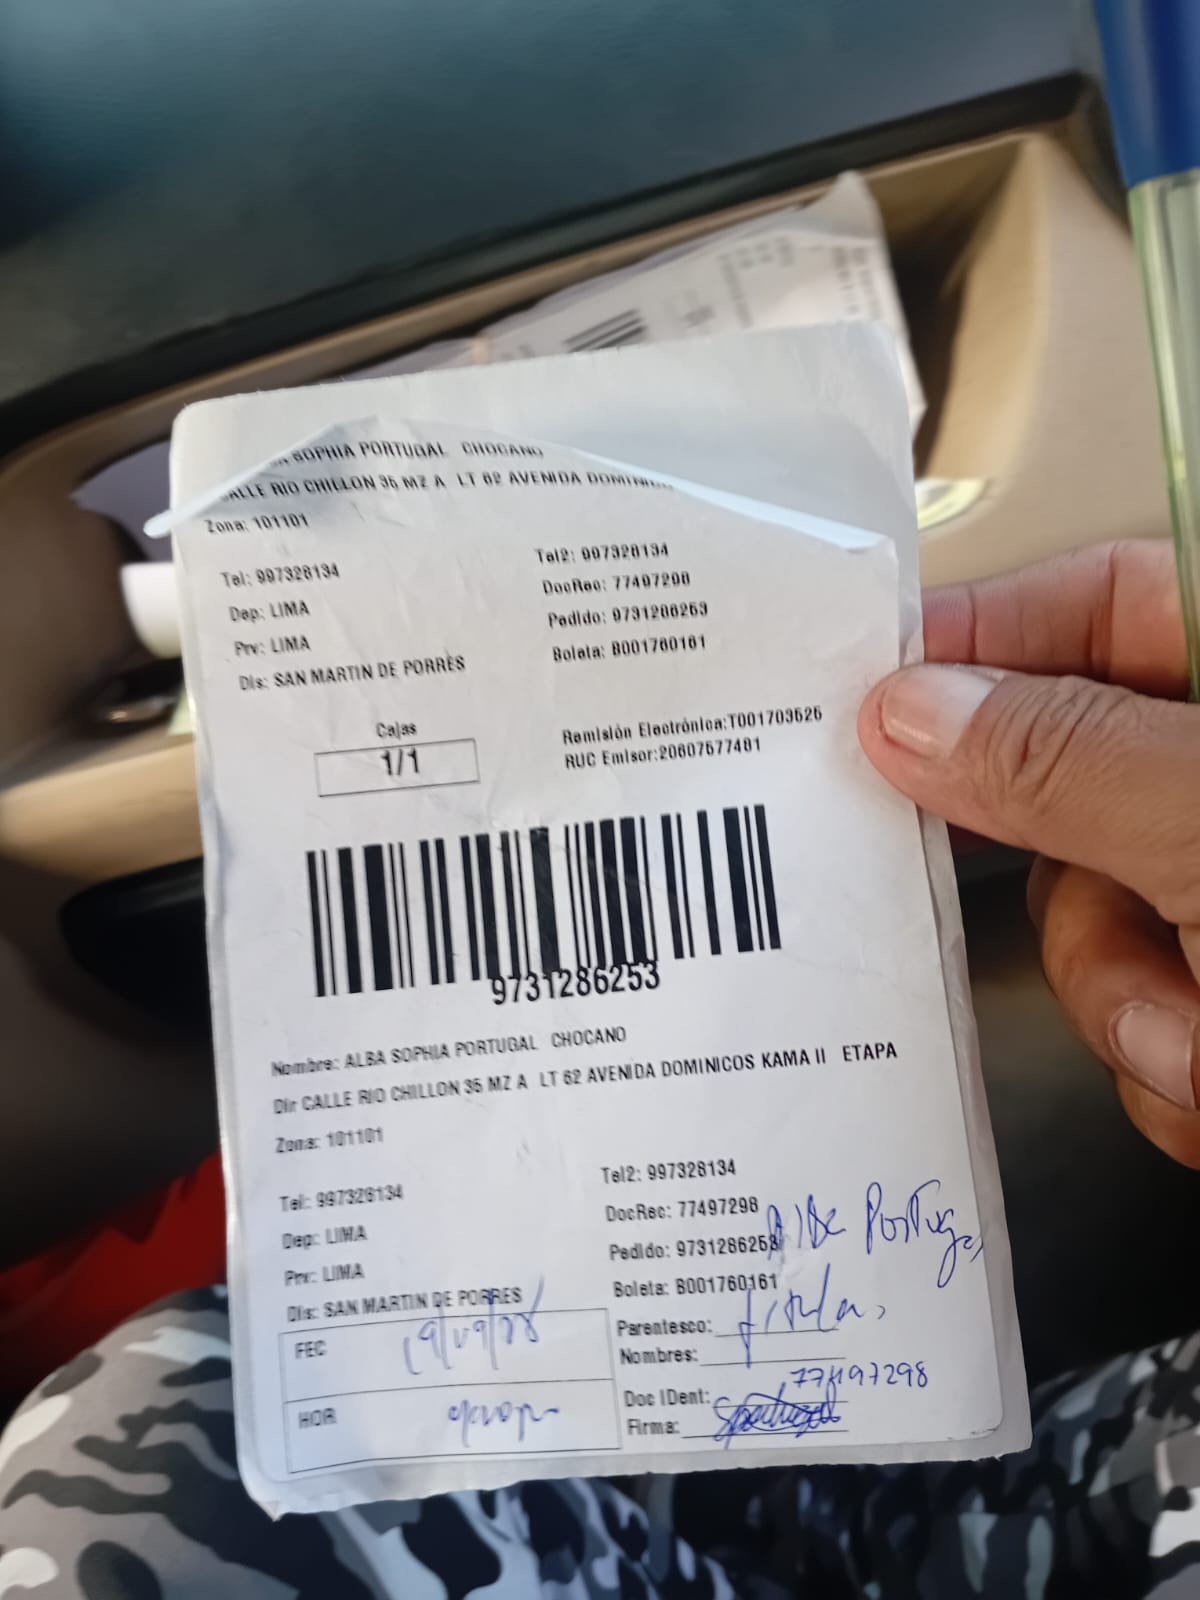 SOPHIA PORTUGAL CHOCANO
CALLE RIO CHILLON 35 MZ A LT 62 AVENIDA
Zona: 101101
Tel: 997328134
Tel2: 997328134
Dep: LIMA
DocRec: 77497298
Prv: LIMA
Pedido: 9731286253
Dis: SAN MARTIN DE PORRES
Boleta: B001760161
Cajas
1/1
Remisión Electrónica:T001703525
RUC Emisor:20607577481
9731286253
Nombre: ALBA SOPHIA PORTUGAL CHOCANO
Dir CALLE RIO CHILLON 35 MZ A LT 62 AVENIDA DOMINICOS KAMA II ETAPA
Zona: 101101
Tel: 997328134
Tel2: 997328134
Dep: LIMA
DocRec: 77497298
Prv: LIMA
Pedido: 9731286253
Alba Portugal
Dis: SAN MARTIN DE PORRES
Boleta: B001760161
FEC
Parentesco: titular
Nombres:
HOR
Doc IDent: 77497298
Firma: